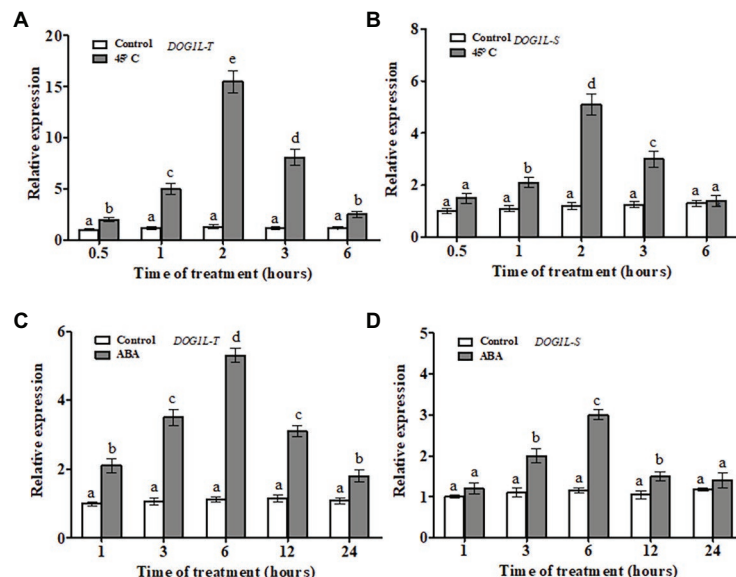 A
Control DOG1L-T
45° C
Relative expression
20
15
10
5
0
a b a c a e a d a b
0.5 1 2 3 6
Time of treatment (hours)
B
Control DOG1L-S
45° C
Relative expression
8
6
4
2
0
a a a b a d a c a a
0.5 1 2 3 6
Time of treatment (hours)
C
Control DOG1L-T
ABA
Relative expression
6
4
2
0
a b a c a d a c a b
1 3 6 12 24
Time of treatment (hours)
D
Control DOG1L-S
ABA
Relative expression
5
4
3
2
1
0
a a a b a c a b a a
1 3 6 12 24
Time of treatment (hours)